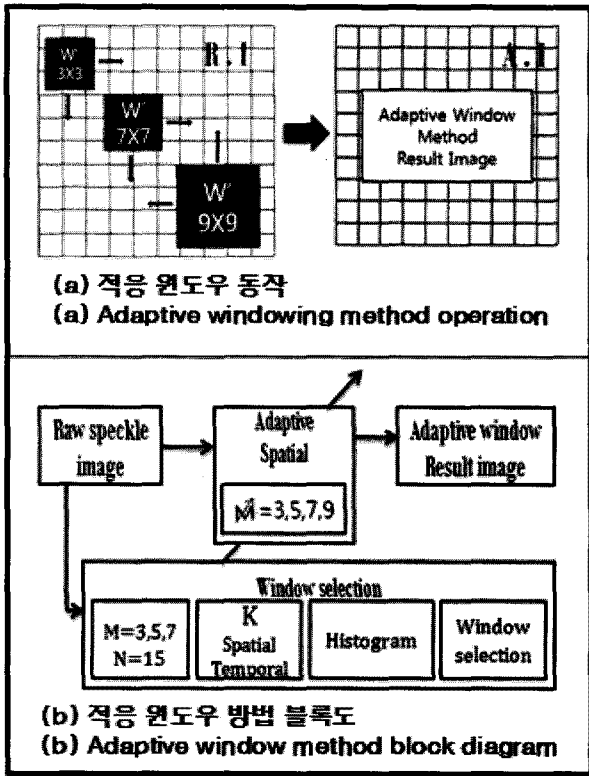 W
3X3
R.I
W'
7X7
W'
9X9
A.I
Adaptive Window
Method
Result Image
(a) 적응 윈도우 동작
(a) Adaptive windowing method operation
Raw speckle
image
Adaptive
Spatial
M̂=3,5,7,9
Adaptive window
Result image
Window selection
M=3,5,7
N=15
K
Spatial
Temporal
Histogram
Window
selection
(b) 적응 윈도우 방법 블록도
(b) Adaptive window method block diagram